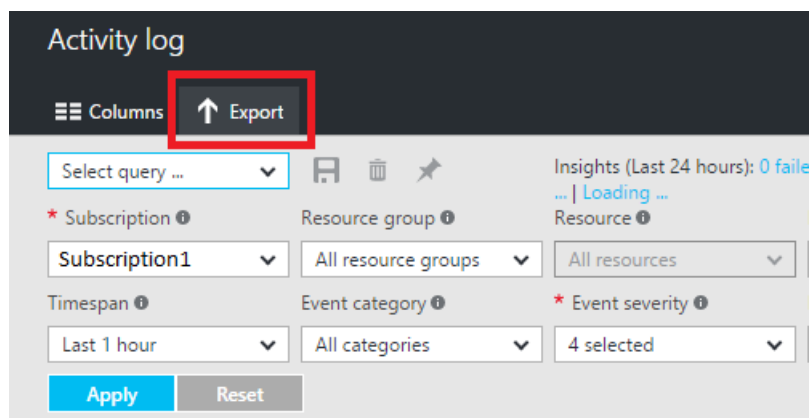 Activity log
Columns Export
Select query ... Insights (Last 24 hours): 0 faile
... | Loading ...
* Subscription Resource group Resource
Subscription1 All resource groups All resources
Timespan Event category * Event severity
Last 1 hour All categories 4 selected
Apply Reset